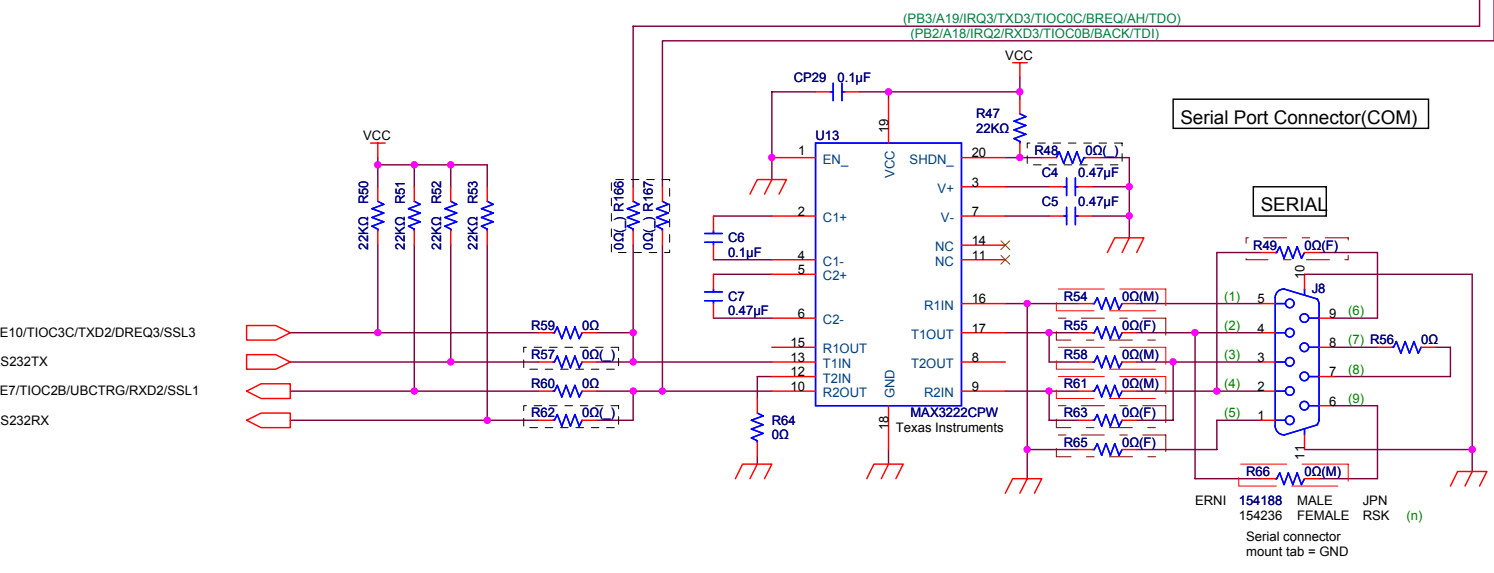 (PB3/A19/IRQ3/TXD3/TIOC0C/BREQ/AH/TDO)
(PB2/A18/IRQ2/RXD3/TIOC0B/BACK/TDI)
VCC
CP29 0.1µF
R47
22KΩ
Serial Port Connector(COM)
VCC
U13
19
1 EN_
VCC
SHDN_ 20
R48 0Ω(_)
C4 0.47µF
V+ 3
C5 0.47µF
V- 7
R50 22KΩ
R51 22KΩ
R52 22KΩ
R53 22KΩ
R166 0Ω(_)
R167 0Ω(_)
2 C1+
C6
0.1µF
4 C1-
5 C2+
C7
0.47µF
6 C2-
NC 14
NC 11
SERIAL
R49 0Ω(F)
10
J8
R1IN 16
R54 0Ω(M)
(1) 5
9 (6)
E10/TIOC3C/TXD2/DREQ3/SSL3
R59 0Ω
T1OUT 17
R55 0Ω(F)
(2) 4
8 (7) R56 0Ω
15 R1OUT
S232TX
R57 0Ω(_)
13 T1IN
T2OUT 8
R58 0Ω(M)
(3) 3
7 (8)
12 T2IN
E7/TIOC2B/UBCTRG/RXD2/SSL1
R60 0Ω
10 R2OUT
GND
R2IN 9
R61 0Ω(M)
(4) 2
6 (9)
S232RX
R62 0Ω(_)
R64
0Ω
18
MAX3222CPW
Texas Instruments
R63 0Ω(F)
(5) 1
R65 0Ω(F)
11
R66 0Ω(M)
ERNI 154188 MALE JPN
154236 FEMALE RSK (n)
Serial connector
mount tab = GND